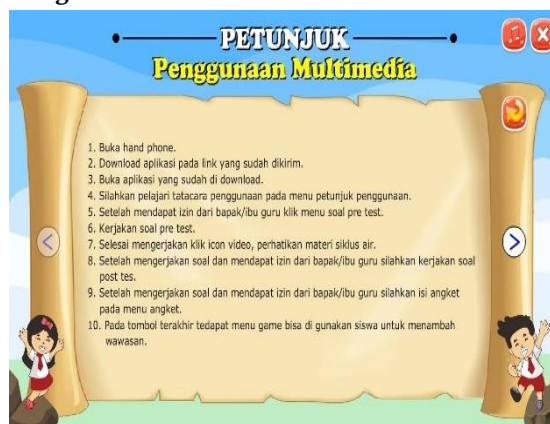 PETUNJUK
Penggunaan Multimedia
1. Buka hand phone.
2. Download aplikasi pada link yang sudah dikirim.
3. Buka aplikasi yang sudah di download.
4. Silahkan pelajari tatacara penggunaan pada menu petunjuk penggunaan.
5. Setelah mendapat izin dari bapak/ibu guru klik menu soal pre test.
6. Kerjakan soal pre test.
7. Selesai mengerjakan klik icon video, perhatikan materi siklus air.
8. Setelah mengerjakan soal dan mendapat izin dari bapak/ibu guru silahkan kerjakan soal
post tes.
9. Setelah mengerjakan soal dan mendapat izin dari bapak/ibu guru silahkan isi angket
pada menu angket.
10. Pada tombol terakhir tedapat menu game bisa di gunakan siswa untuk menambah
wawasan.